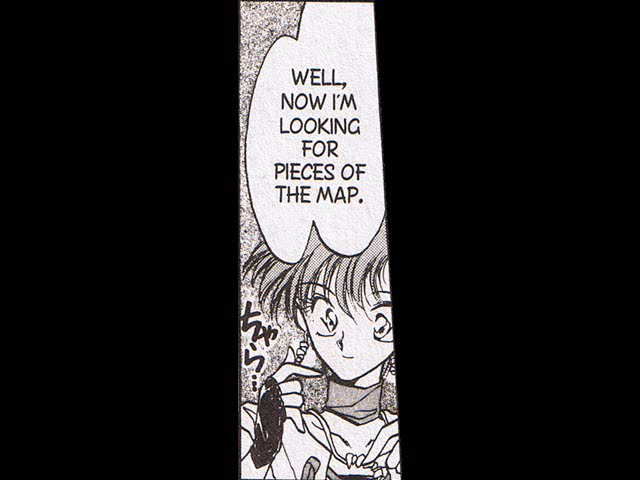 WELL,
NOW I'M
LOOKING
FOR
PIECES OF
THE MAP.
ちゃら…